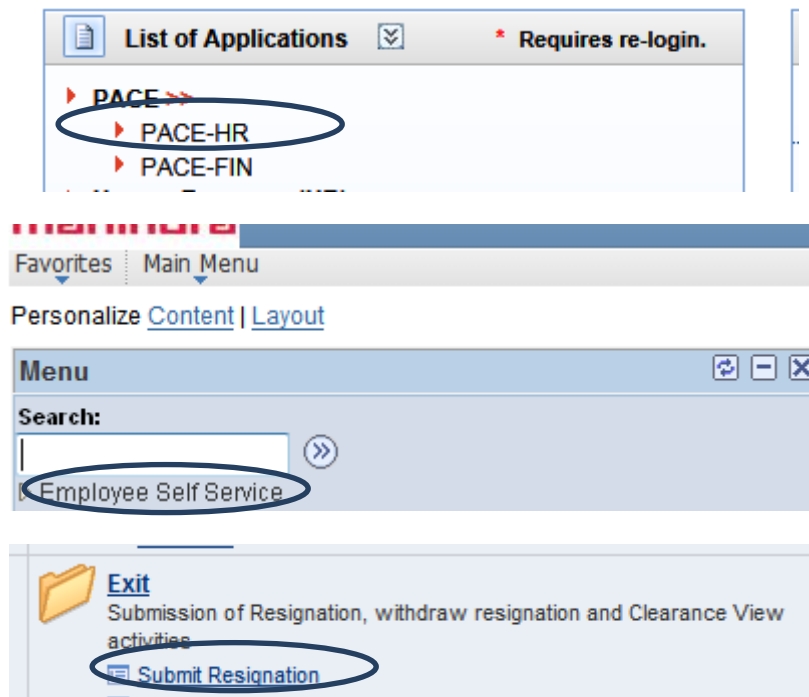 List of Applications * Requires re-login.
PACE >>
PACE-HR
PACE-FIN
Favorites Main Menu
Personalize Content | Layout
Menu
Search:
Employee Self Service
Exit
Submission of Resignation, withdraw resignation and Clearance View
activities
Submit Resignation